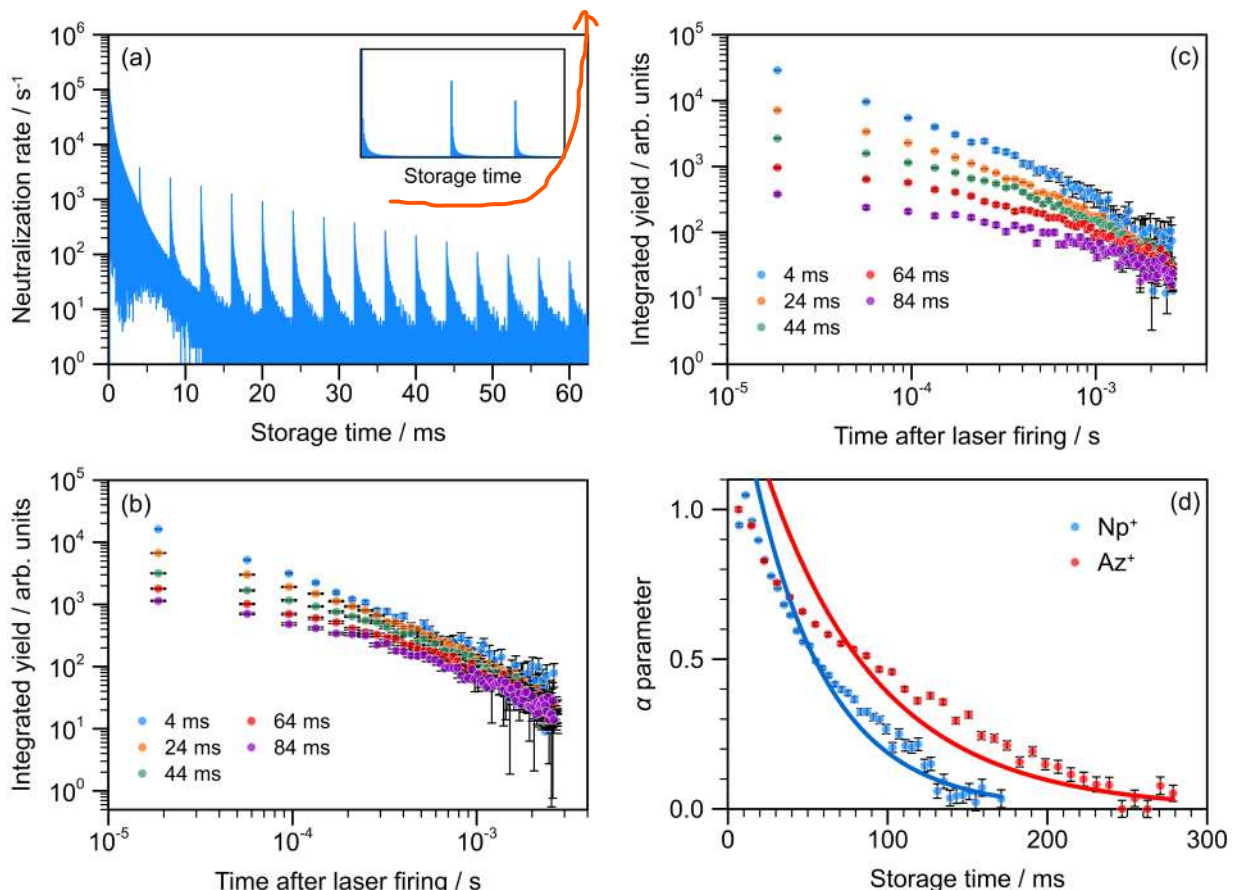 (a)
Neutralization rate / s⁻¹
10⁶
10⁵
10⁴
10³
10²
10¹
10⁰
Storage time
0 10 20 30 40 50 60
Storage time / ms
(c)
Integrated yield / arb. units
10⁵
10⁴
10³
10²
10¹
10⁰
4 ms 64 ms
24 ms 84 ms
44 ms
10⁻⁵ 10⁻⁴ 10⁻³
Time after laser firing / s
(b)
Integrated yield / arb. units
10⁵
10⁴
10³
10²
10¹
10⁰
4 ms 64 ms
24 ms 84 ms
44 ms
10⁻⁵ 10⁻⁴ 10⁻³
Time after laser firing / s
(d)
α parameter
1.0
0.5
0.0
Np⁺
Az⁺
0 100 200 300
Storage time / ms